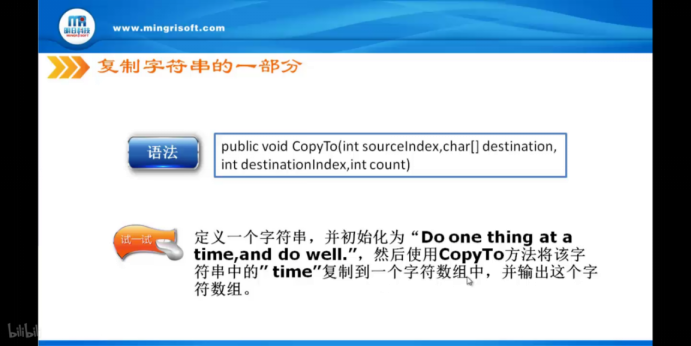 www.mingrisoft.com
复制字符串的一部分
语法
public void CopyTo(int sourceIndex,char[] destination,
int destinationIndex,int count)
试一试
定义一个字符串，并初始化为“Do one thing at a
time,and do well.”，然后使用CopyTo方法将该字
符串中的” time”复制到一个字符数组中，并输出这个字
符数组。
bilibili